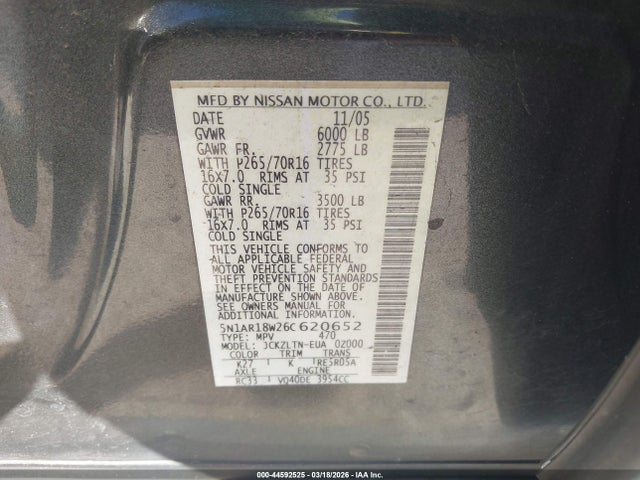 MFD BY NISSAN MOTOR CO., LTD.
DATE 11/05
GVWR 6000 LB
GAWR FR. 2775 LB
WITH P265/70R16 TIRES
16X7.0 RIMS AT 35 PSI
COLD SINGLE
GAWR RR. 3500 LB
WITH P265/70R16 TIRES
16X7.0 RIMS AT 35 PSI
COLD SINGLE
THIS VEHICLE CONFORMS TO
ALL APPLICABLE FEDERAL
MOTOR VEHICLE SAFETY AND
THEFT PREVENTION STANDARDS
IN EFFECT ON THE DATE OF
MANUFACTURE SHOWN ABOVE.
SEE OWNERS MANUAL FOR
ADDITIONAL INFORMATION.
5N1AR18W26C620652
TYPE: MPV 470
MODEL: JCKZLTN-EUA 02000
COLOR TRIM TRANS
K27 K RE5R05A
AXLE ENGINE
RC33 VQ40DE 3954CC
000-44592525 | 03/18/2026 | IAA